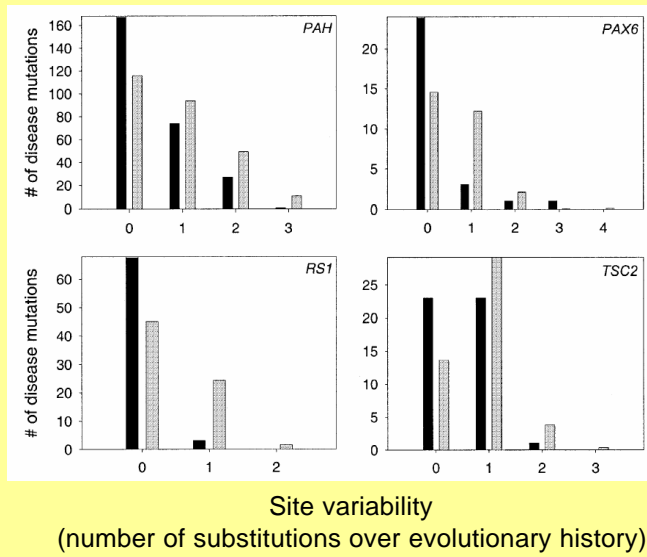 # of disease mutations
PAH
160
140
120
100
80
60
40
20
0
0 1 2 3
PAX6
20
15
10
5
0
0 1 2 3 4
# of disease mutations
RS1
60
50
40
30
20
10
0
0 1 2
TSC2
25
20
15
10
5
0
0 1 2 3
Site variability
(number of substitutions over evolutionary history)